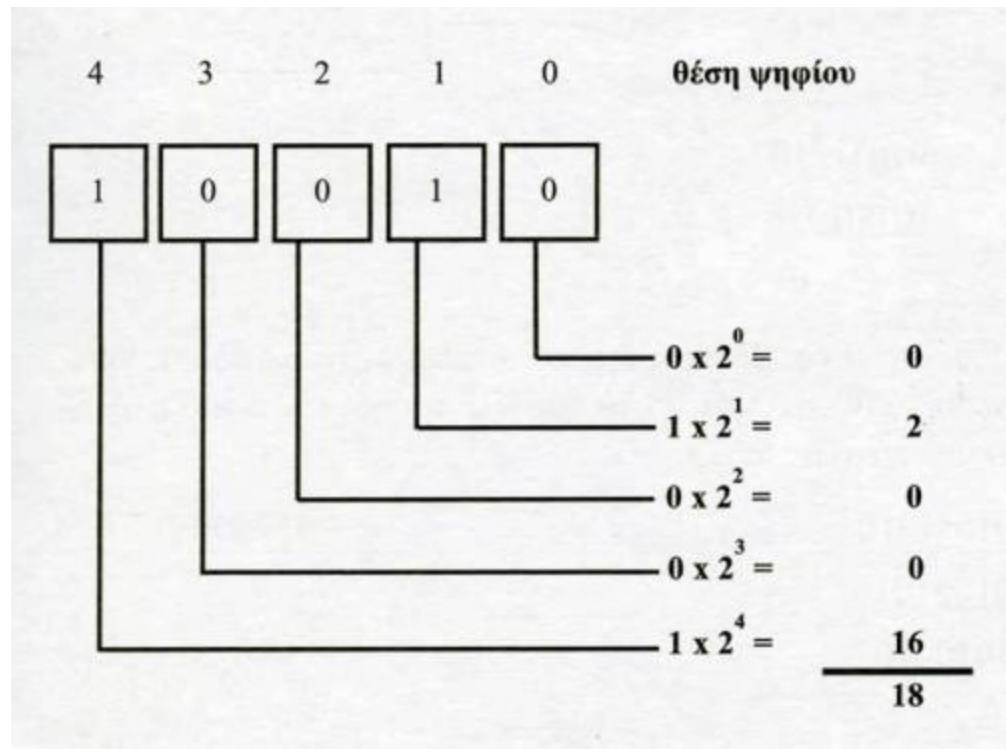 4 3 2 1 0 θέση ψηφίου
1 0 0 1 0
0 x 2⁰ = 0
1 x 2¹ = 2
0 x 2² = 0
0 x 2³ = 0
1 x 2⁴ = 16
18